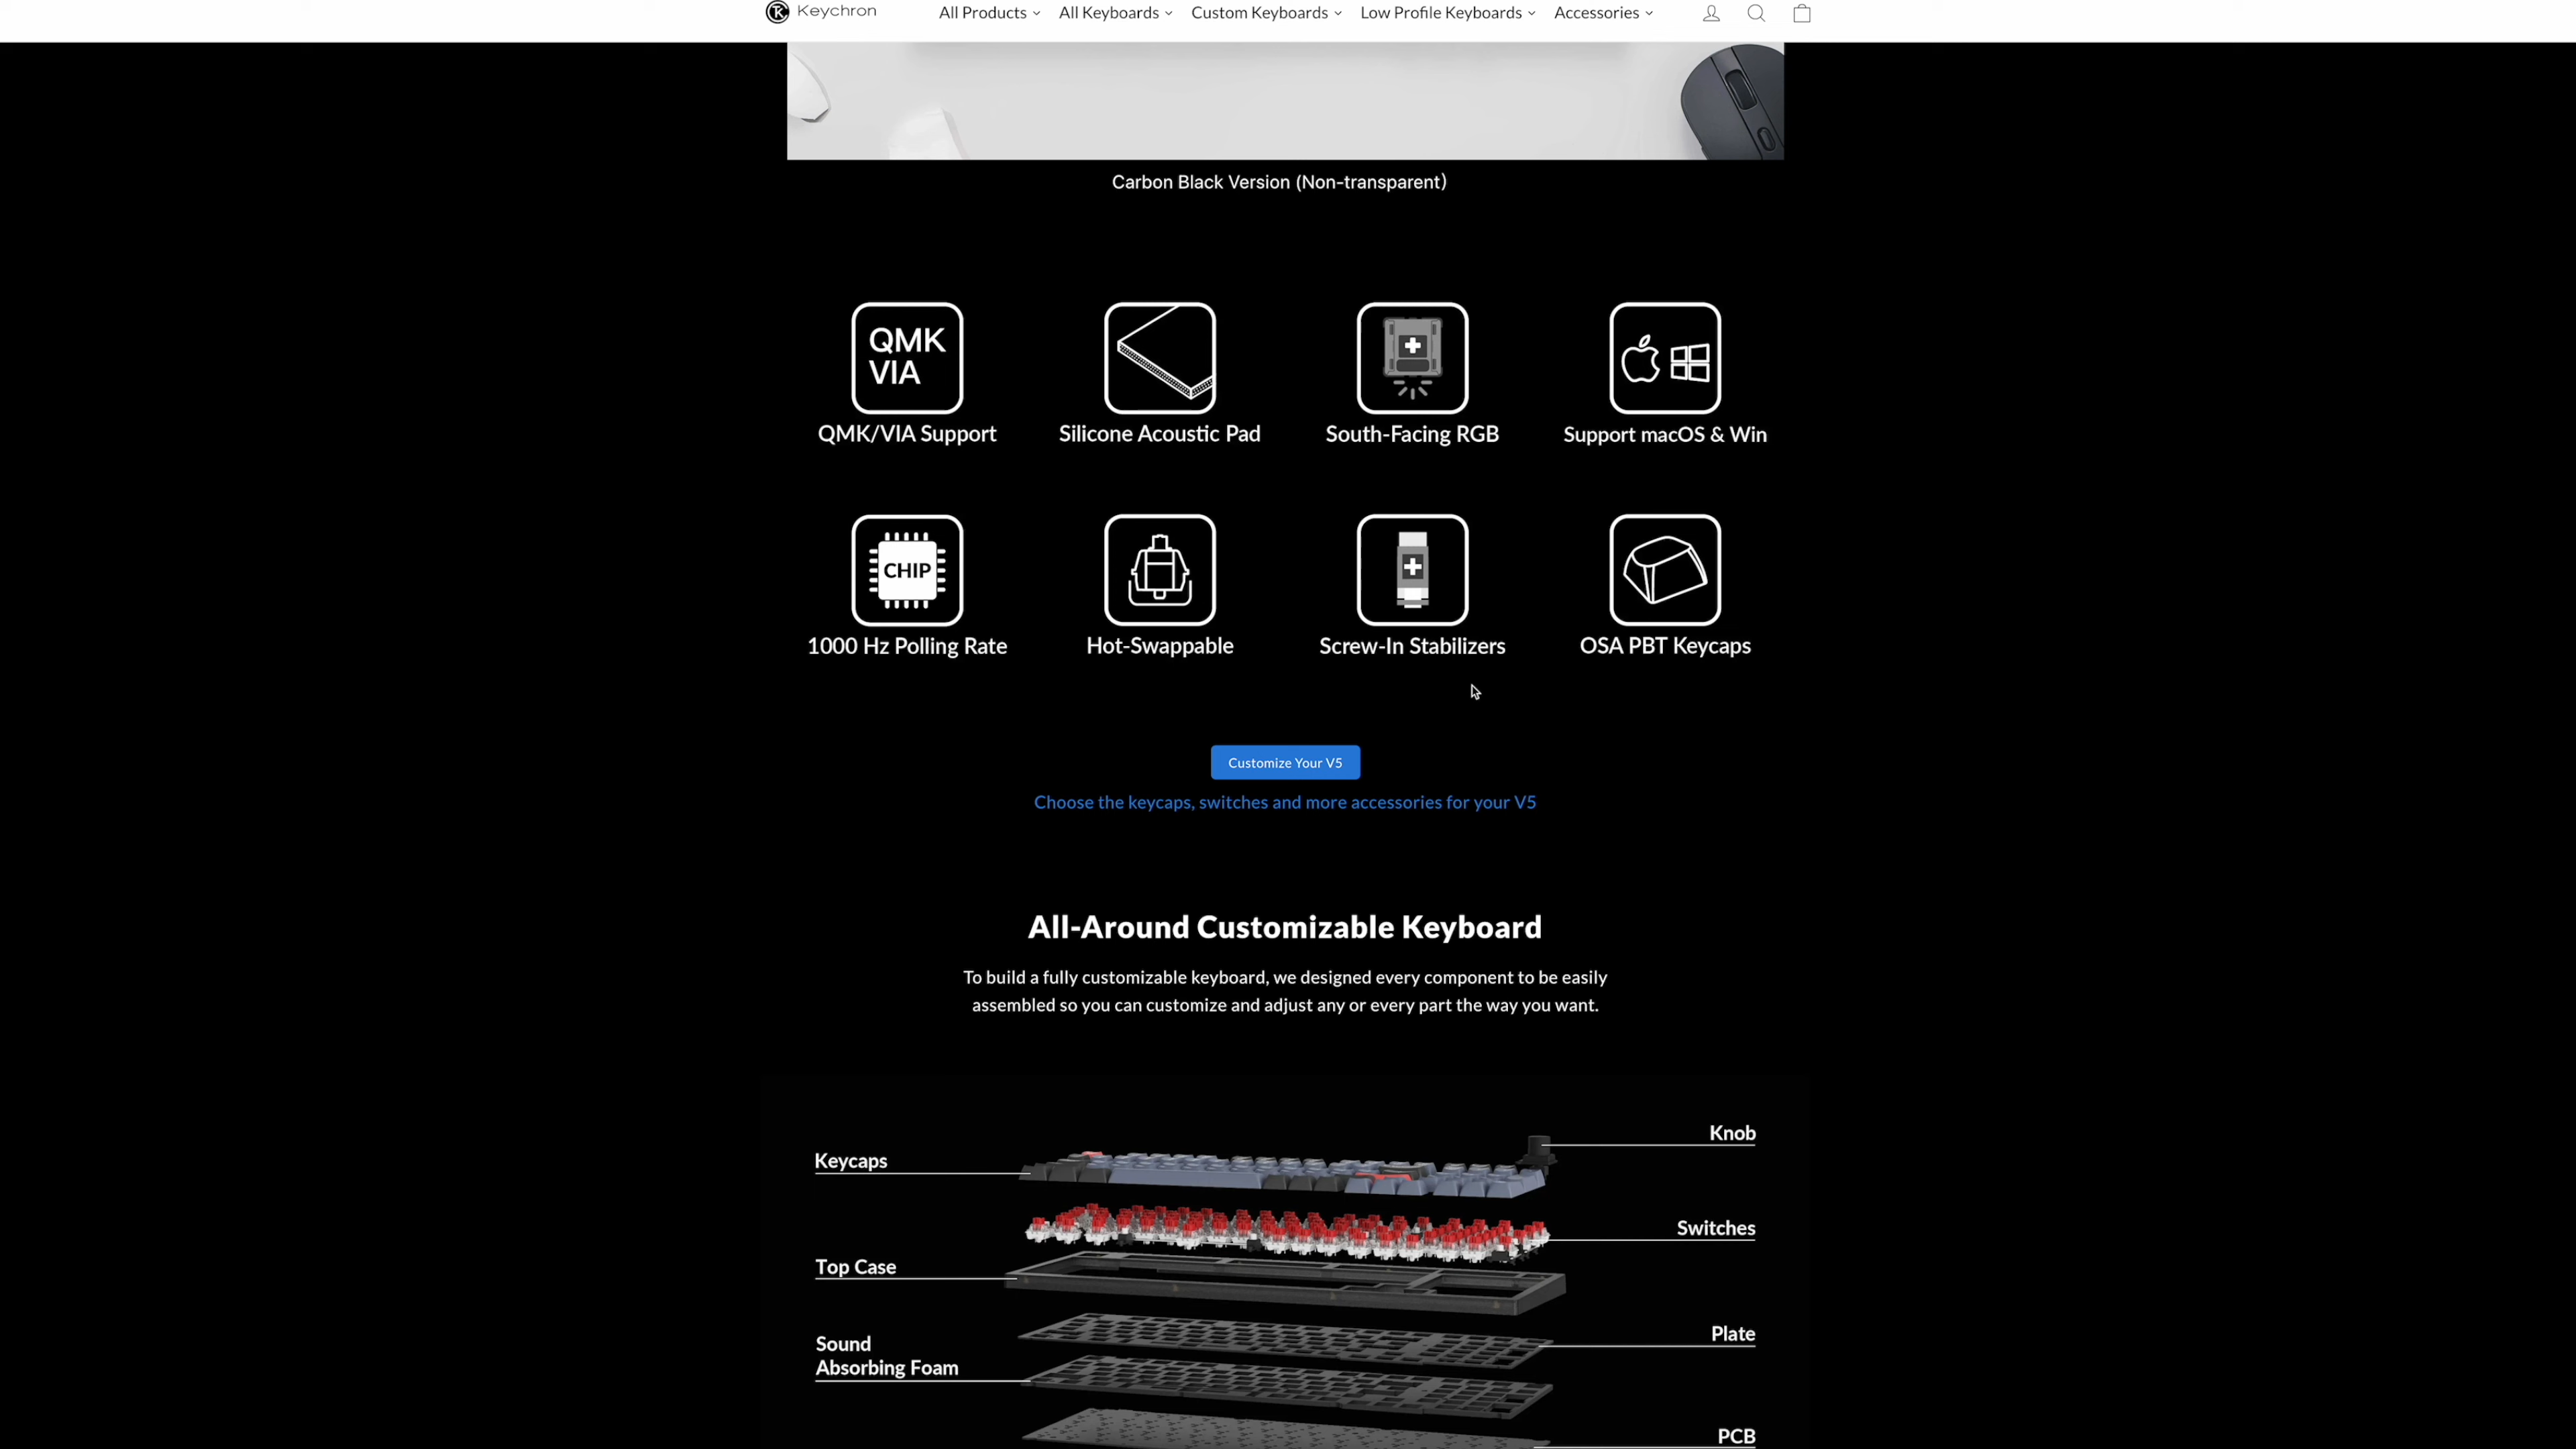 Keychron
All Products
All Keyboards
Custom Keyboards
Low Profile Keyboards
Accessories
Carbon Black Version (Non-transparent)
QMK
VIA
QMK/VIA Support
Silicone Acoustic Pad
South-Facing RGB
Support macOS & Win
CHIP
1000 Hz Polling Rate
Hot-Swappable
Screw-In Stabilizers
OSA PBT Keycaps
Customize Your V5
Choose the keycaps, switches and more accessories for your V5
All-Around Customizable Keyboard
To build a fully customizable keyboard, we designed every component to be easily
assembled so you can customize and adjust any or every part the way you want.
Knob
Keycaps
Switches
Top Case
Plate
Sound
Absorbing Foam
PCB